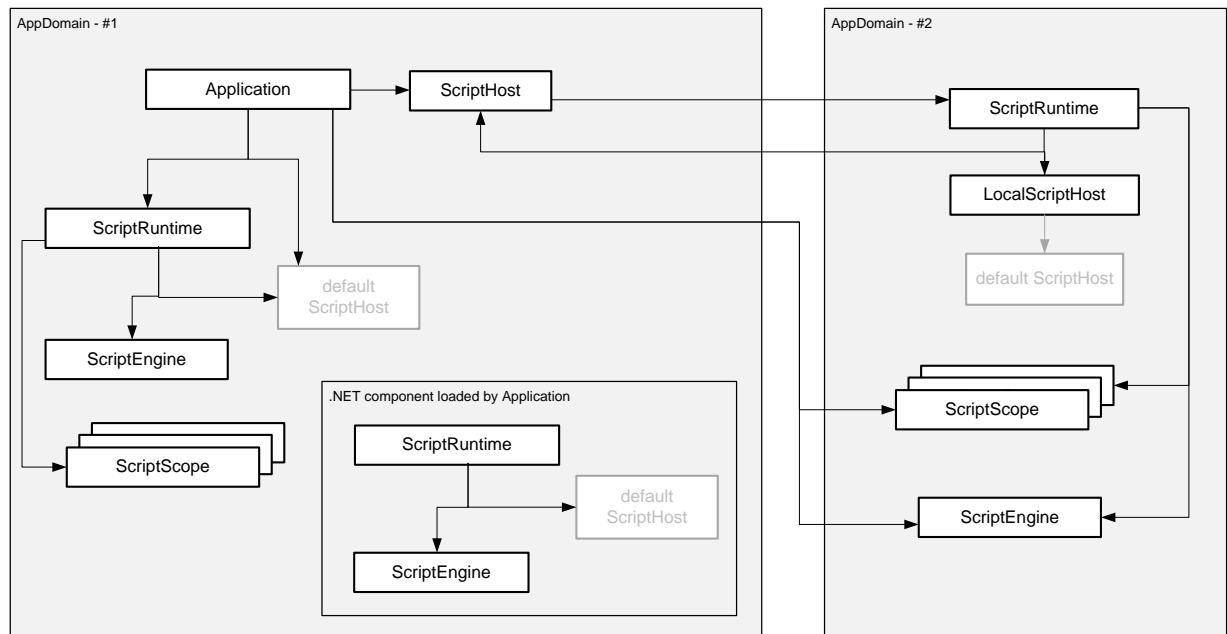 AppDomain - #1
Application
ScriptHost
ScriptRuntime
default
ScriptHost
ScriptEngine
ScriptScope
.NET component loaded by Application
ScriptRuntime
default
ScriptHost
ScriptEngine
AppDomain - #2
ScriptRuntime
LocalScriptHost
default ScriptHost
ScriptScope
ScriptEngine